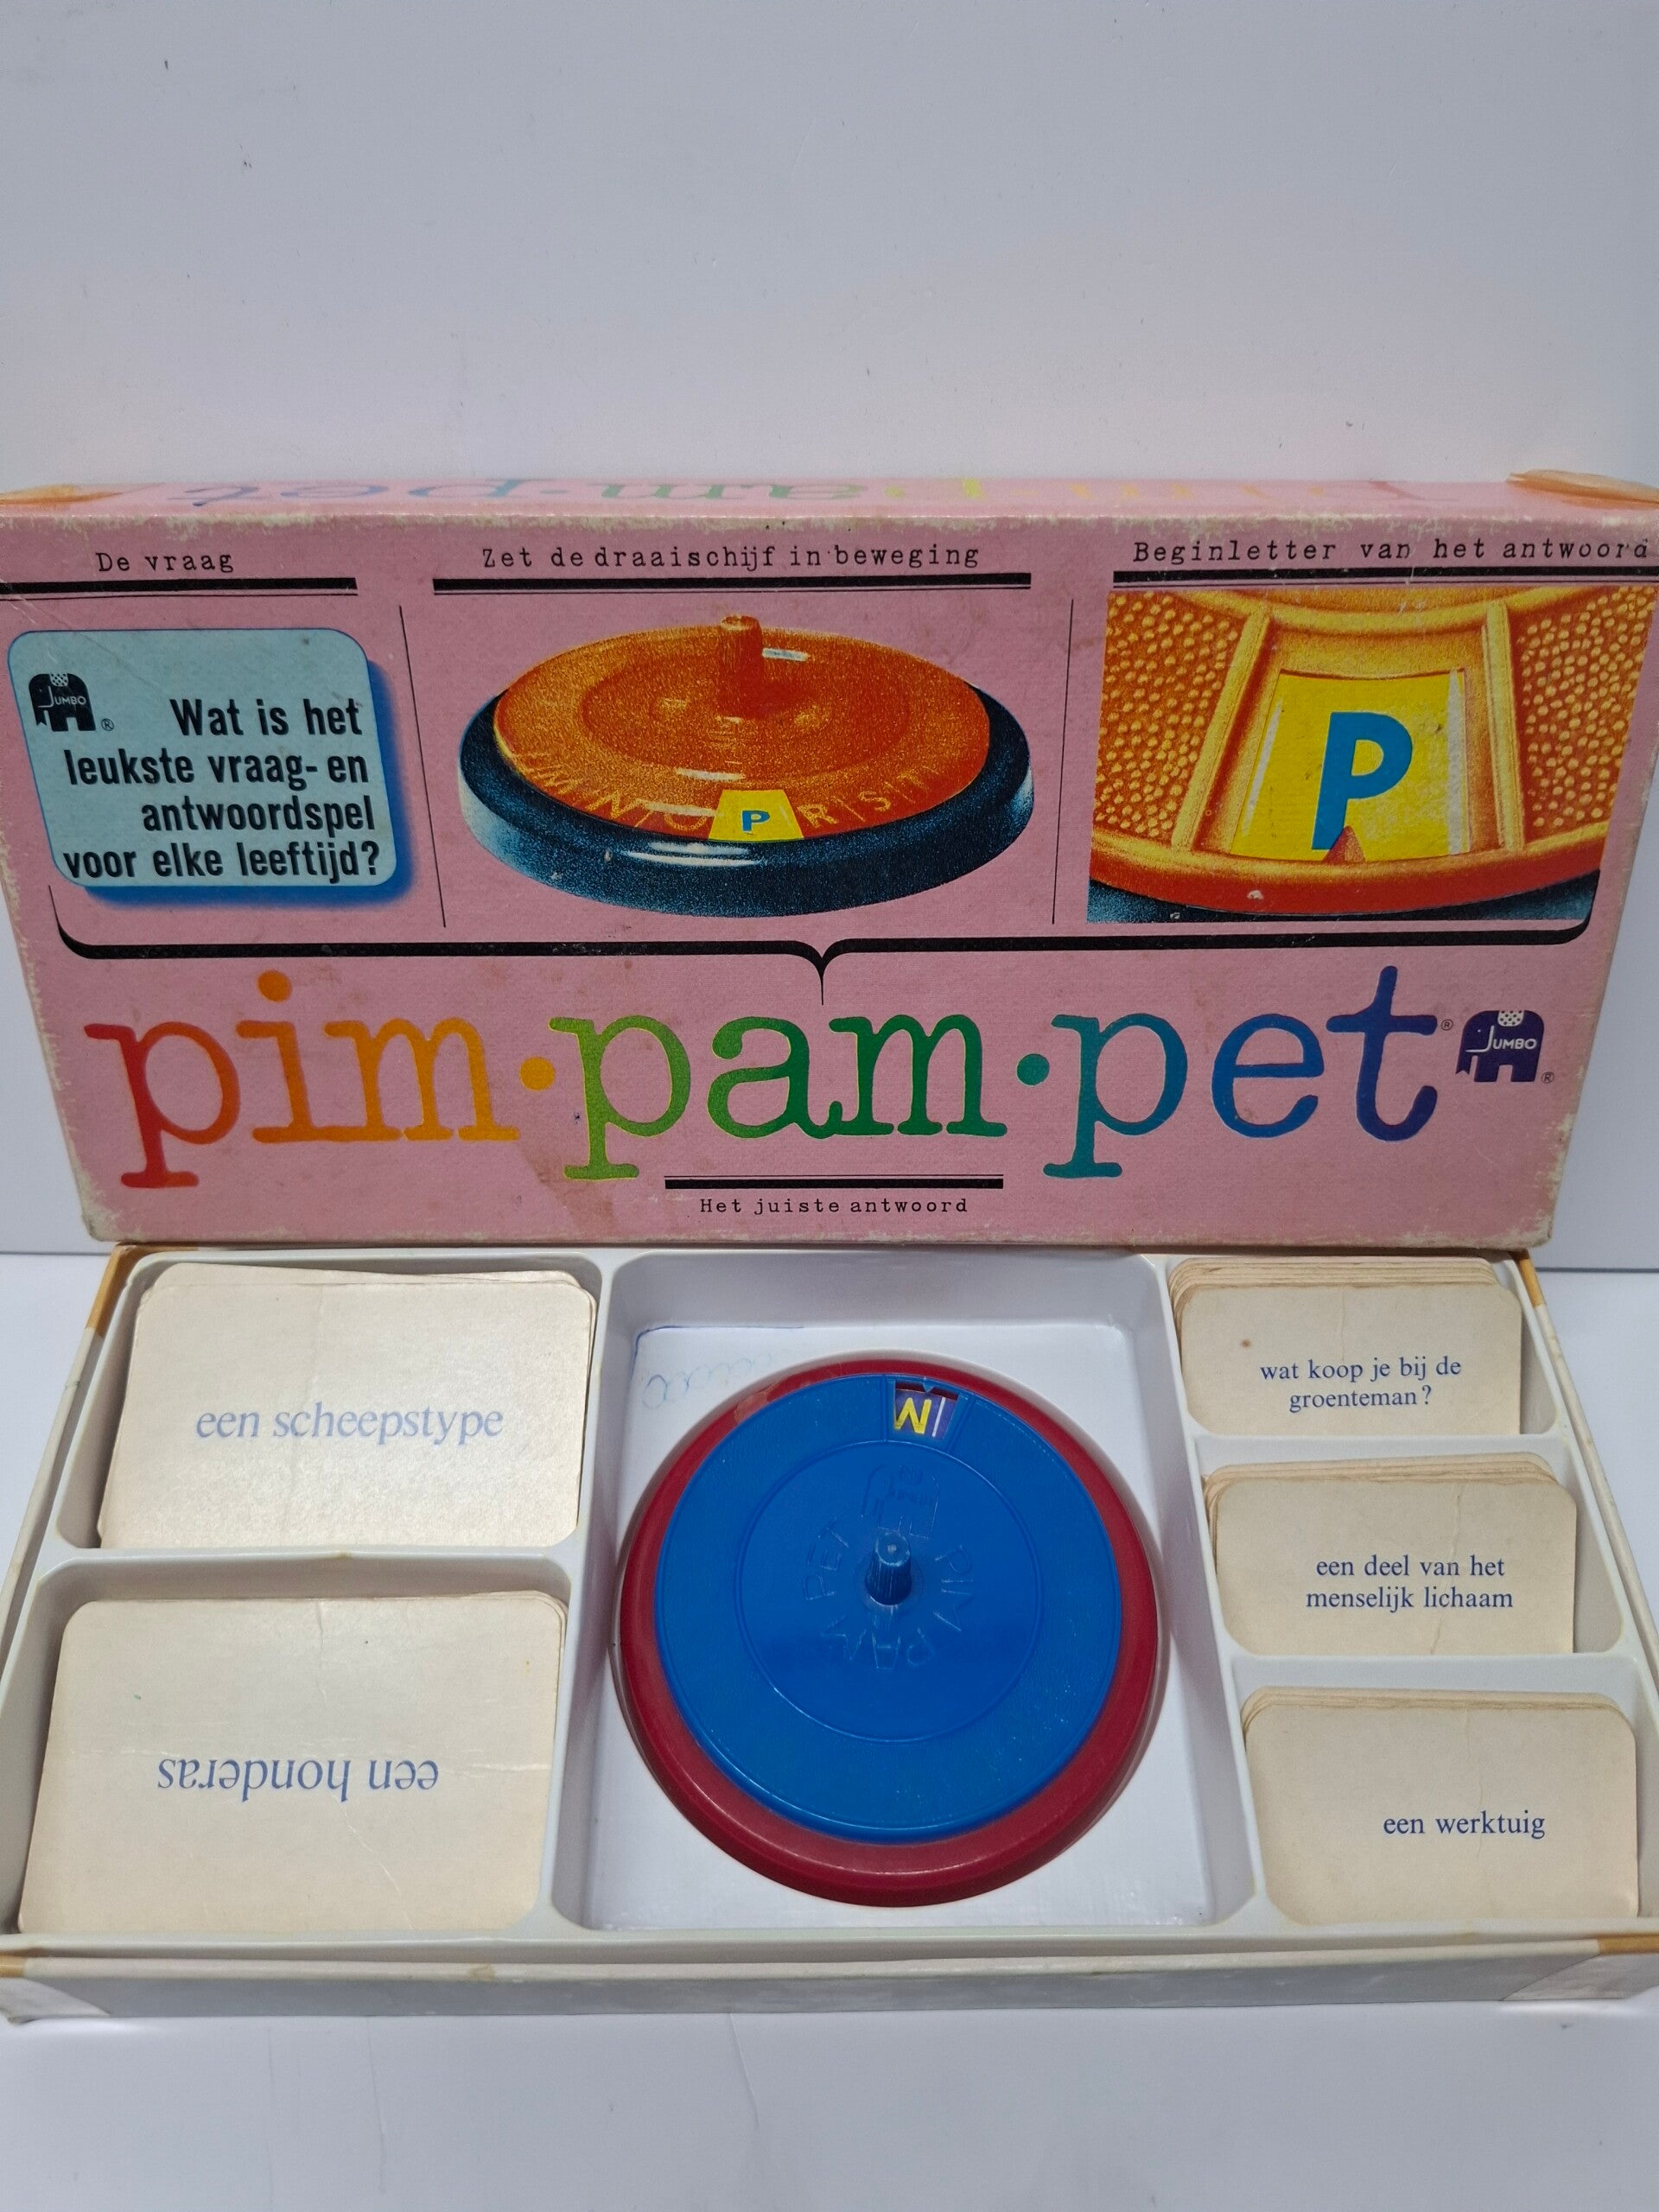 pim·pam·pet
De vraag
Zet de draaischijf in beweging
Beginletter van het antwoord
JUMBO
®
Wat is het
leukste vraag- en
antwoordspel
voor elke leeftijd?
M N O P R S T
P
pim·pam·pet®
JUMBO
®
Het juiste antwoord
een scheepstype
wat koop je bij de
groenteman?
N
PIM PAM PET
een deel van het
menselijk lichaam
een honderas
een werktuig